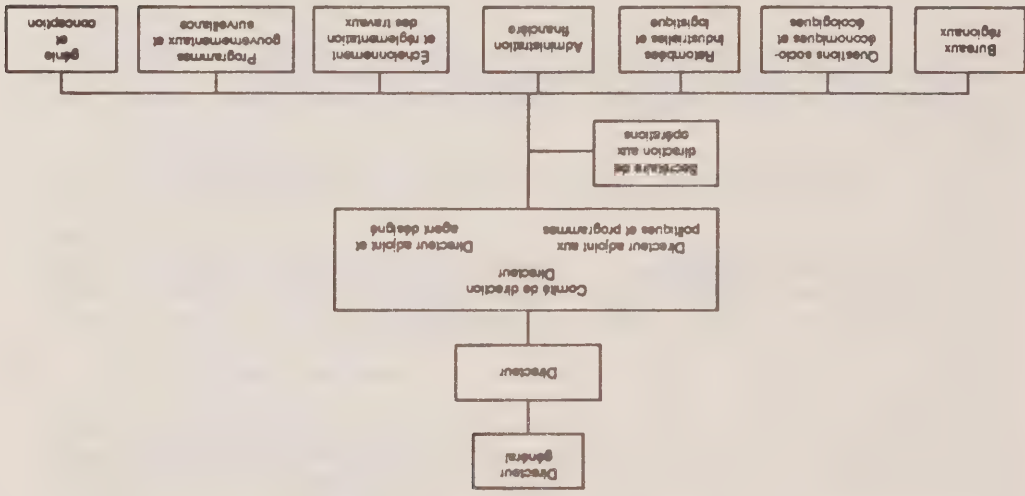 Directeur
général
Directeur
Comité de direction
Directeur
Directeur adjoint aux
politiques et programmes
Directeur adjoint et
agent désigné
Secrétaire de
direction aux
opérations
Bureaux
régionaux
Questions socio-
économiques et
écologiques
Retombées
industrielles et
logistique
Administration
financière
Échelonnement
et réglementation
des travaux
Programmes
gouvernementaux et
surveillance
génie
et
conception